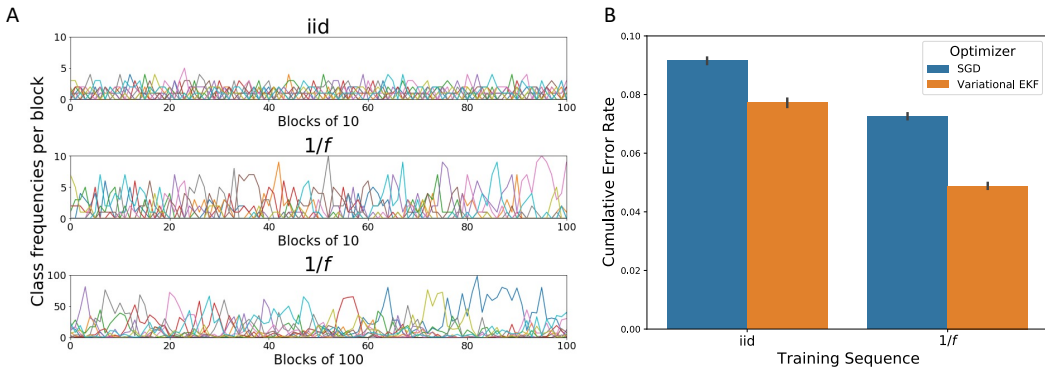 A
Class frequencies per block
iid
10
5
0
0 20 40 60 80 100
Blocks of 10
1/f
10
5
0
0 20 40 60 80 100
Blocks of 10
1/f
100
50
0
0 20 40 60 80 100
Blocks of 100
B
Cumulative Error Rate
0.10
0.08
0.06
0.04
0.02
0.00
Optimizer
SGD
Variational EKF
iid 1/f
Training Sequence